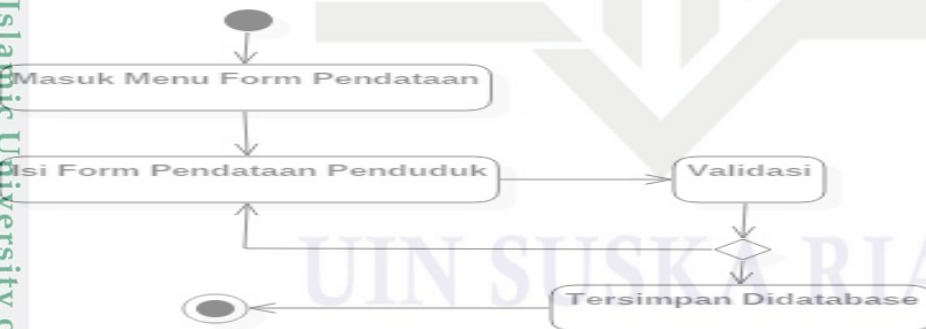 Masuk Menu Form Pendataan
Isi Form Pendataan Penduduk
Validasi
Tersimpan Didatabase
UIN SUSKA RIA
Islamic University